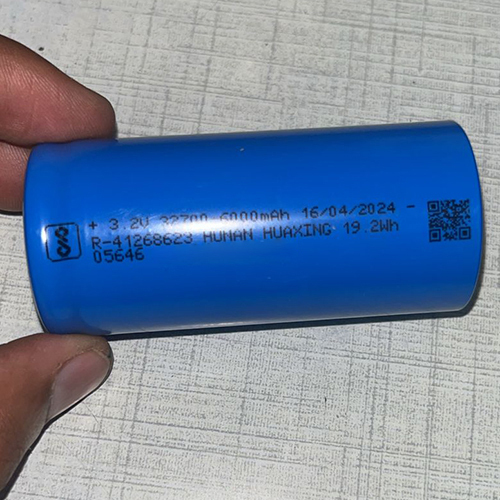 + 3.2V 32700 6000mAh 16/04/2024 -
R-41268623 HUNAN HUAXING 19.2Wh
05646